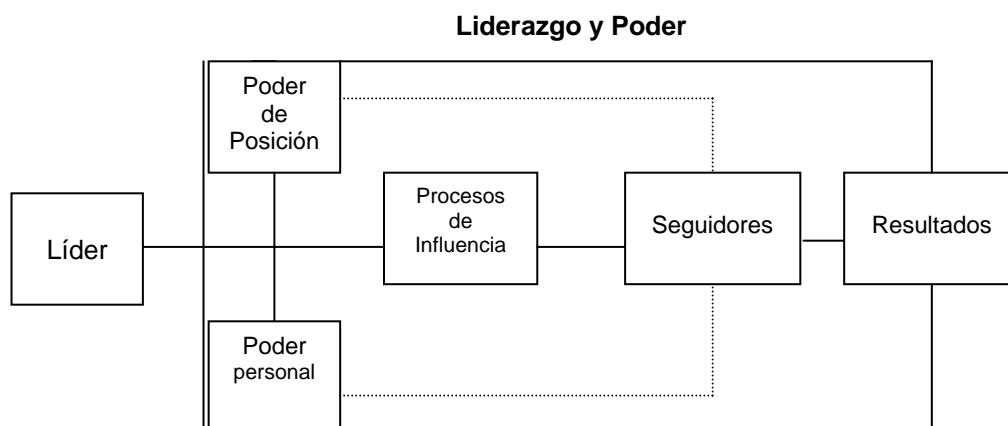 Liderazgo y Poder
Poder
de
Posición
Líder
Procesos
de
Influencia
Seguidores
Resultados
Poder
personal